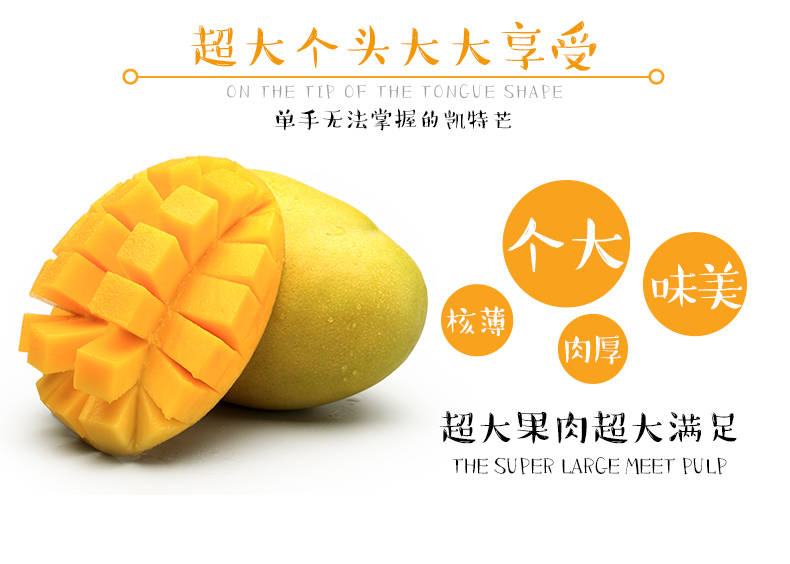 超大个头大大享受
ON THE TIP OF THE TONGUE SHAPE
单手无法掌握的凯特芒
个大
味美
核薄
肉厚
超大果肉超大满足
THE SUPER LARGE MEET PULP